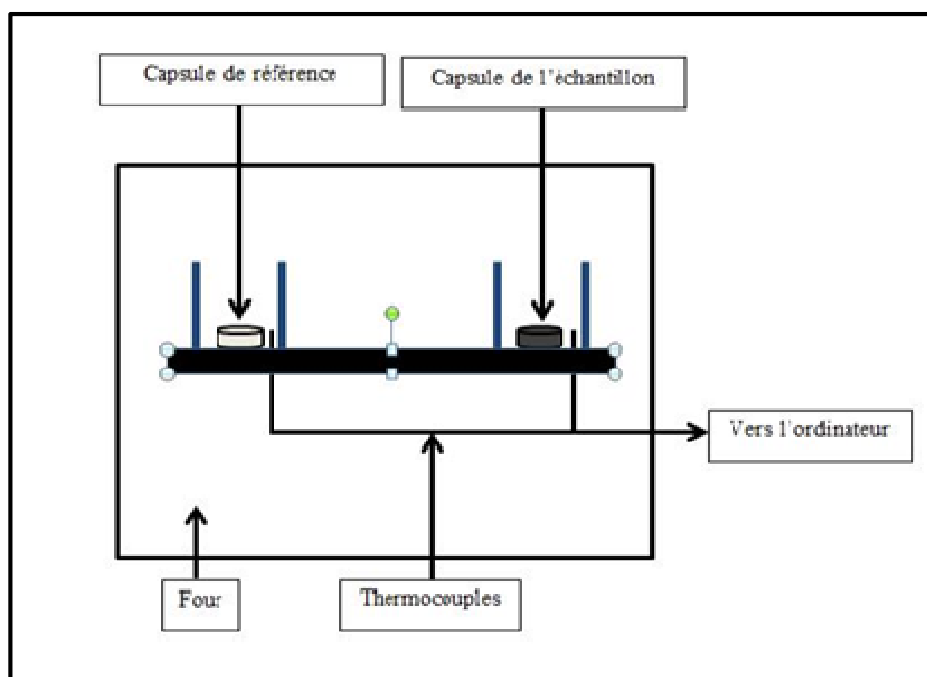 Capsule de référence
Capsule de l'échantillon
Vers l'ordinateur
Four
Thermocouples